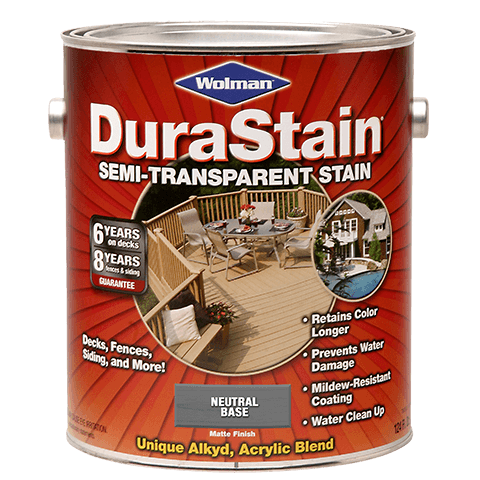 Wolman®
DuraStain®
SEMI-TRANSPARENT STAIN
6 YEARS
on decks
8 YEARS
fences & siding
GUARANTEE
Decks, Fences,
Siding, and More!
• Retains Color
Longer
• Prevents Water
Damage
• Mildew-Resistant
Coating
• Water Clean Up
NEUTRAL
BASE
Matte Finish
Unique Alkyd, Acrylic Blend